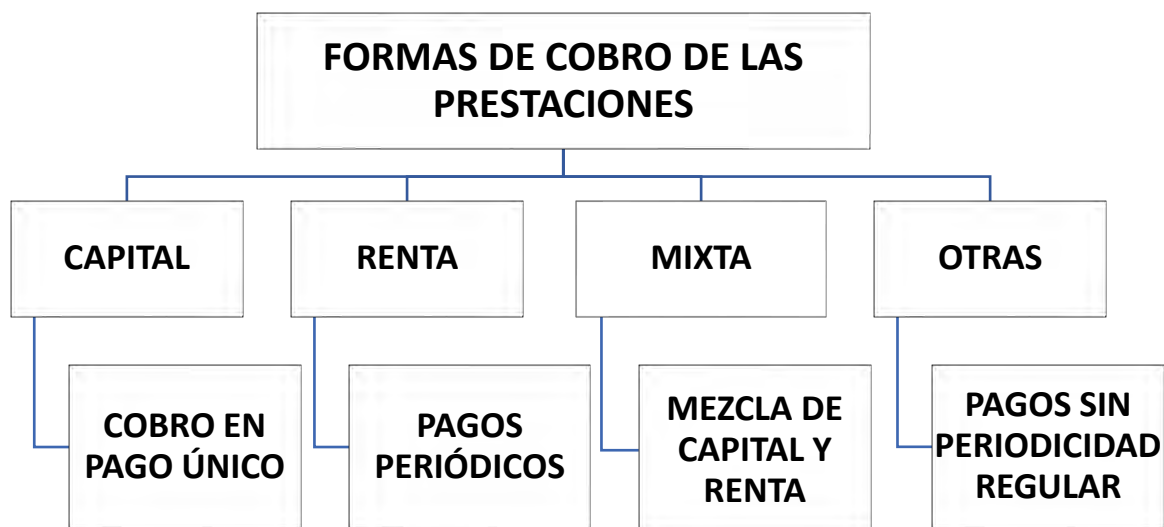 FORMAS DE COBRO DE LAS
PRESTACIONES
CAPITAL
RENTA
MIXTA
OTRAS
COBRO EN
PAGO ÚNICO
PAGOS
PERIÓDICOS
MEZCLA DE
CAPITAL Y
RENTA
PAGOS SIN
PERIODICIDAD
REGULAR